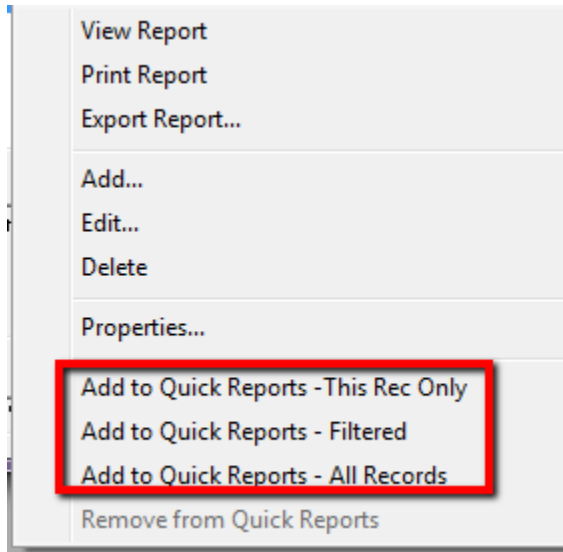 View Report
Print Report
Export Report...
Add...
Edit...
Delete
Properties...
Add to Quick Reports -This Rec Only
Add to Quick Reports - Filtered
Add to Quick Reports - All Records
Remove from Quick Reports